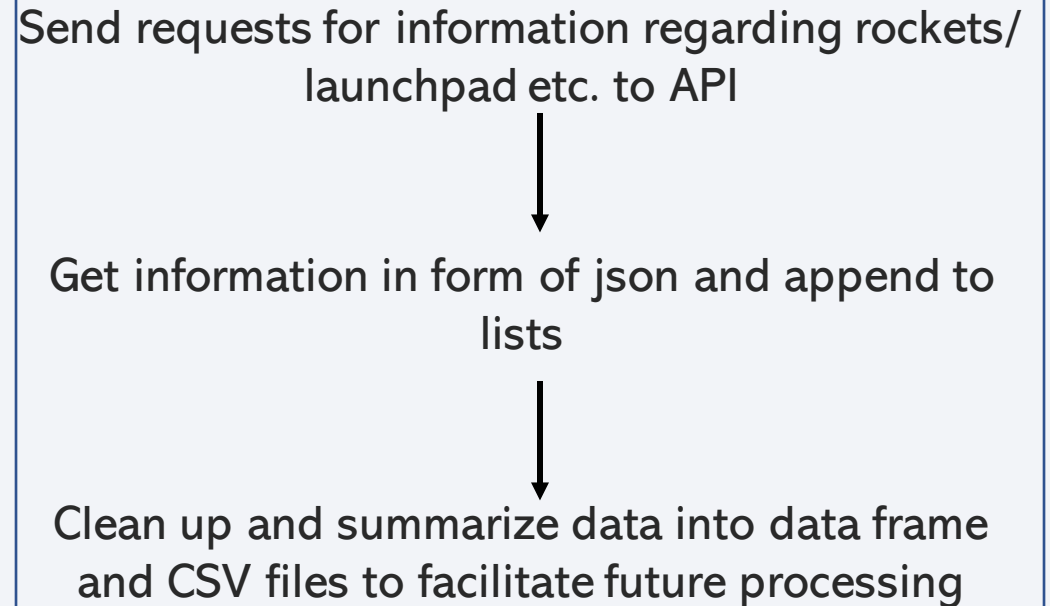 Send requests for information regarding rockets/
launchpad etc. to API
Get information in form of json and append to
lists
Clean up and summarize data into data frame
and CSV files to facilitate future processing